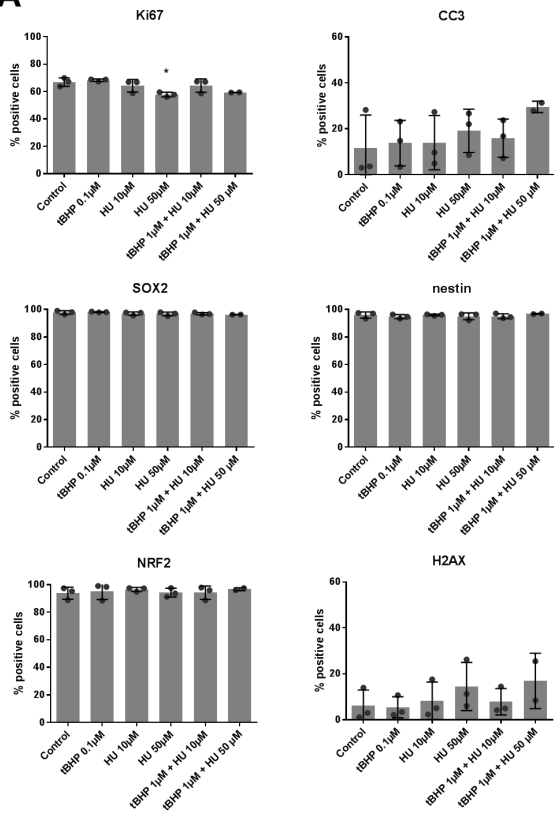 A
Ki67
% positive cells
100
80
60
40
20
0
*
Control
tBHP 0.1µM
HU 10µM
HU 50µM
tBHP 1µM + HU 10µM
tBHP 1µM + HU 50 µM
CC3
% positive cells
60
40
20
0
Control
tBHP 0.1µM
HU 10µM
HU 50µM
tBHP 1µM + HU 10µM
tBHP 1µM + HU 50 µM
SOX2
% positive cells
100
80
60
40
20
0
Control
tBHP 0.1µM
HU 10µM
HU 50µM
tBHP 1µM + HU 10µM
tBHP 1µM + HU 50 µM
nestin
% positive cells
100
80
60
40
20
0
Control
tBHP 0.1µM
HU 10µM
HU 50µM
tBHP 1µM + HU 10µM
tBHP 1µM + HU 50 µM
NRF2
% positive cells
100
80
60
40
20
0
Control
tBHP 0.1µM
HU 10µM
HU 50µM
tBHP 1µM + HU 10µM
tBHP 1µM + HU 50 µM
H2AX
% positive cells
60
40
20
0
Control
tBHP 0.1µM
HU 10µM
HU 50µM
tBHP 1µM + HU 10µM
tBHP 1µM + HU 50 µM